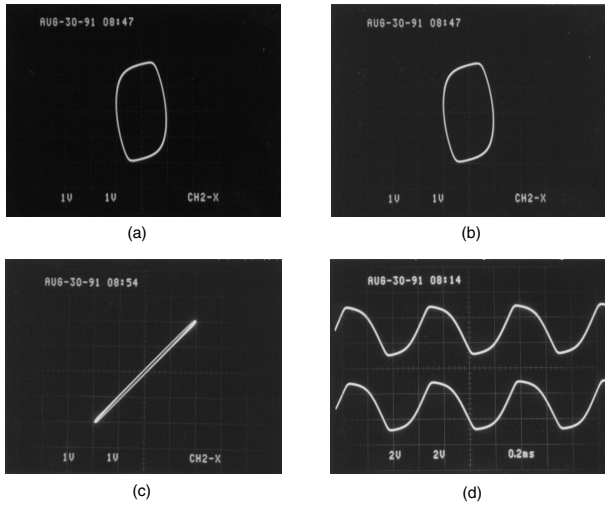 AUG-30-91 08:47
1V 1V CH2-X
(a)
AUG-30-91 08:47
1V 1V CH2-X
(b)
AUG-30-91 08:54
1V 1V CH2-X
(c)
AUG-30-91 08:14
2V 2V 0.2ms
(d)